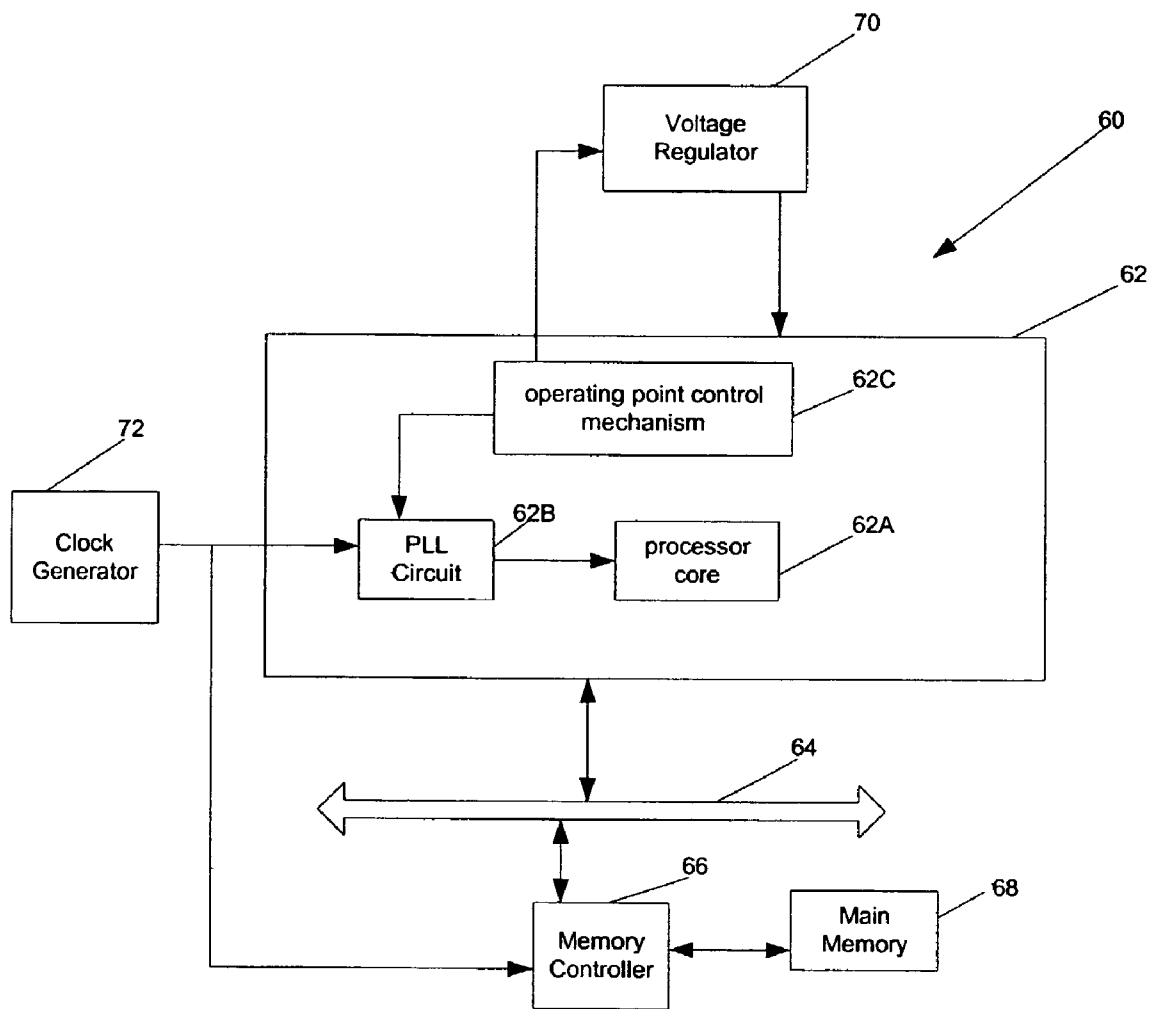 70
Voltage
Regulator
60
62
operating point control
mechanism
62C
72
Clock
Generator
PLL
Circuit
62B
processor
core
62A
64
66
Memory
Controller
Main
Memory
68